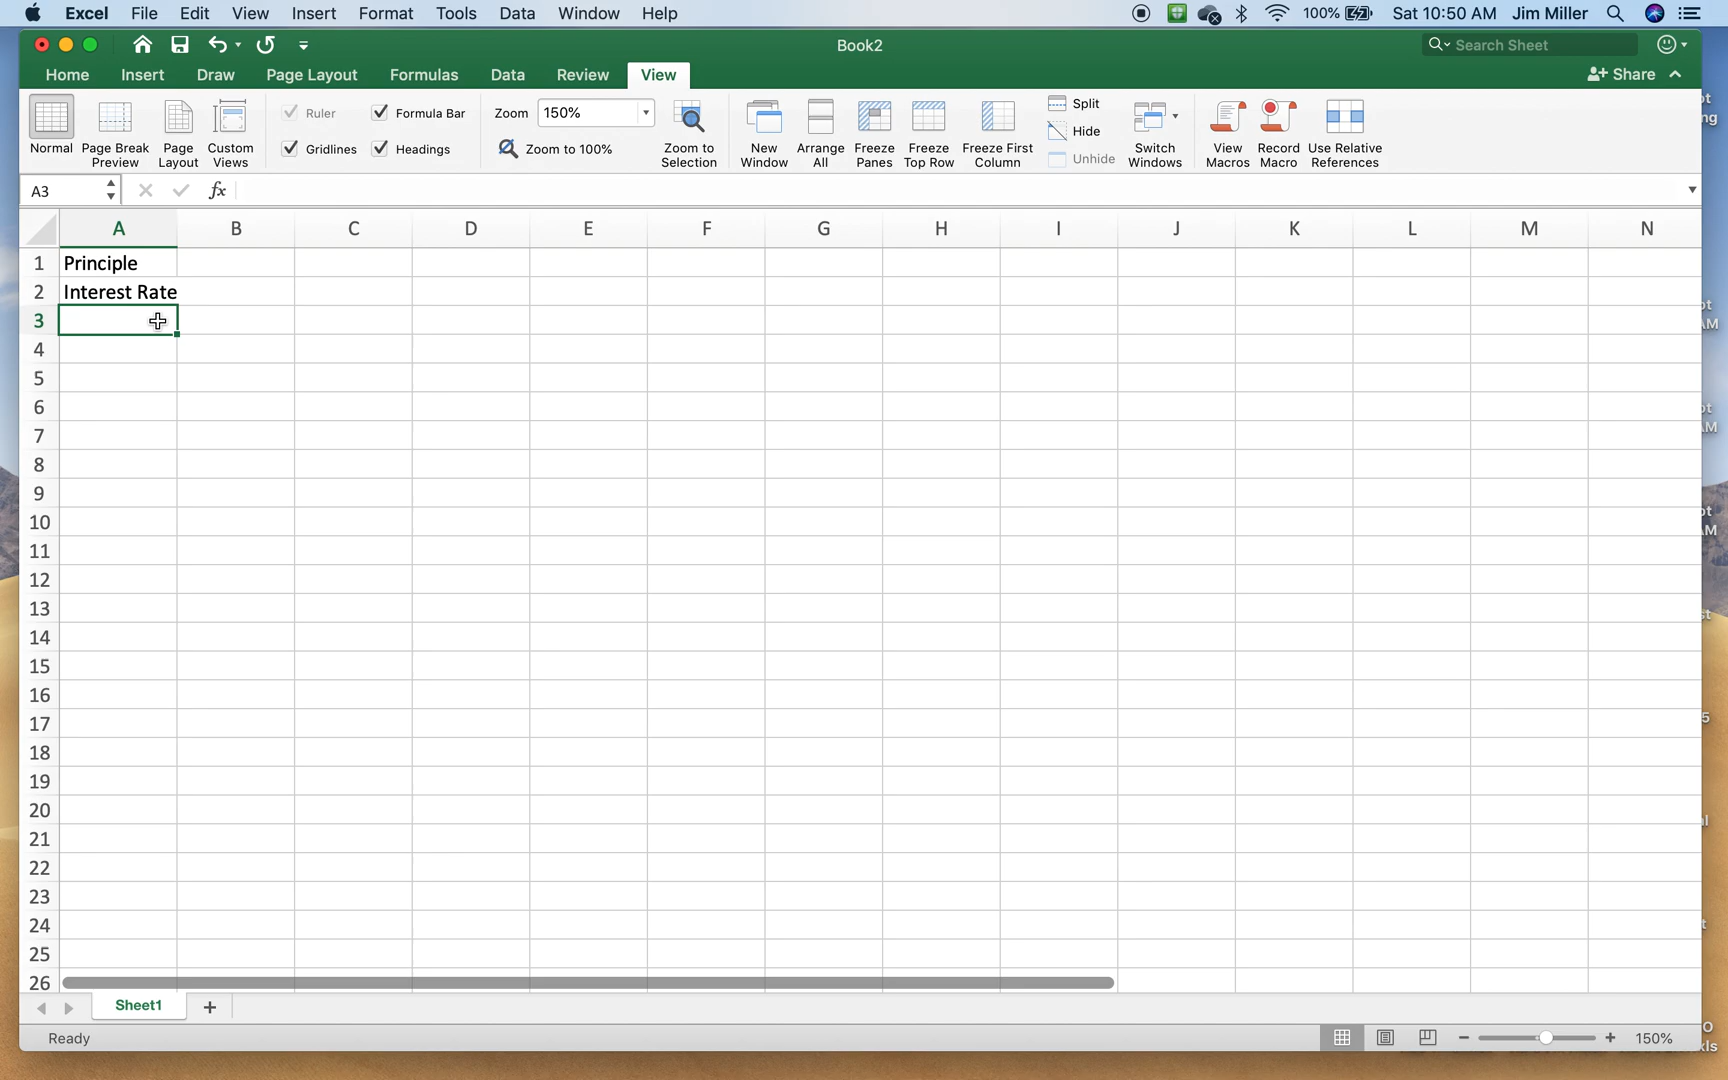 Excel File Edit View Insert Format Tools Data Window Help 100% Sat 10:50 AM Jim Miller
Book2 Search Sheet
Home Insert Draw Page Layout Formulas Data Review View Share
Normal Page Break Preview Page Layout Custom Views
Ruler Formula Bar
Gridlines Headings
Zoom 150%
Zoom to 100%
Zoom to Selection
New Window Arrange All Freeze Panes Freeze Top Row Freeze First Column
Split
Hide
Unhide
Switch Windows
View Macros Record Macro Use Relative References
A3 fx
A B C D E F G H I J K L M N
1 Principle
2 Interest Rate
3
4
5
6
7
8
9
10
11
12
13
14
15
16
17
18
19
20
21
22
23
24
25
26
Sheet1 +
Ready 150%